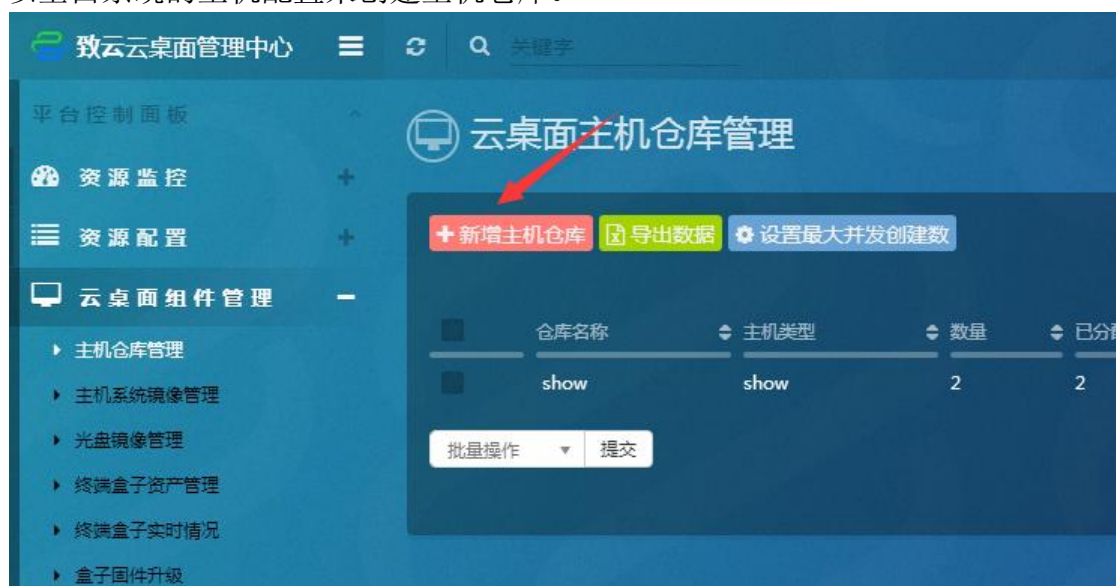 致云云桌面管理中心
关键字
平台控制面板
资源监控
资源配置
云桌面组件管理
主机仓库管理
主机系统镜像管理
光盘镜像管理
终端盒子资产管理
终端盒子实时情况
盒子固件升级
云桌面主机仓库管理
新增主机仓库 导出数据 设置最大并发创建数
仓库名称 主机类型 数量 已分
show show 2 2
批量操作 提交